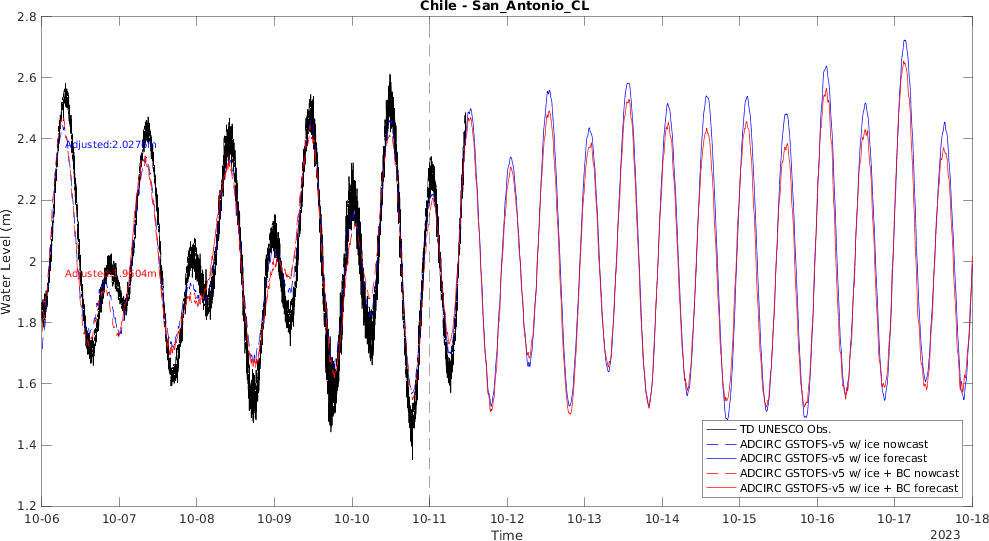 Chile - San_Antonio_CL
2.8
2.6
2.4
2.2
2
1.8
1.6
1.4
1.2
Water Level (m)
Adjusted:2.0270m
Adjusted:1.9604m
TD UNESCO Obs.
ADCIRC GSTOFS-v5 w/ ice nowcast
ADCIRC GSTOFS-v5 w/ ice forecast
ADCIRC GSTOFS-v5 w/ ice + BC nowcast
ADCIRC GSTOFS-v5 w/ ice + BC forecast
10-06 10-07 10-08 10-09 10-10 10-11 10-12 10-13 10-14 10-15 10-16 10-17 10-18
Time
2023